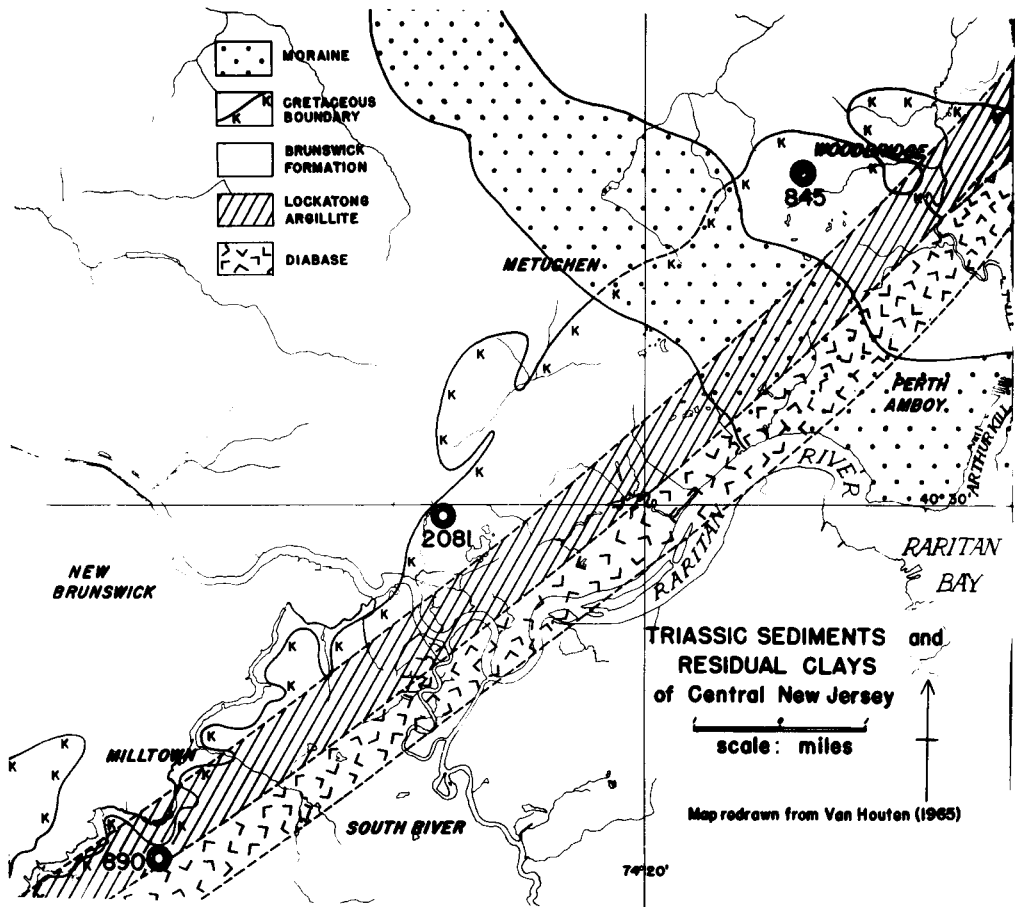 MORAINE
CRETACEOUS
BOUNDARY
BRUNSWICK
FORMATION
LOCKATONG
ARGILLITE
DIABASE
K K
K K K K K
K K
WOODBRIDGE
K K
845
K
K
METUCHEN
K
K
K
K
K
K
PERTH
AMBOY
K
K
RIVER
ARTHUR KILL
40° 30
2081
RARITAN
RARITAN
BAY
K
NEW
BRUNSWICK
K
K
K
K
TRIASSIC SEDIMENTS and
RESIDUAL CLAYS
of Central New Jersey
scale: miles
K
K
MILLTOWN
K
K
K
K
K
K
K
SOUTH RIVER
Map redrawn from Van Houten (1965)
890
K
74° 20'